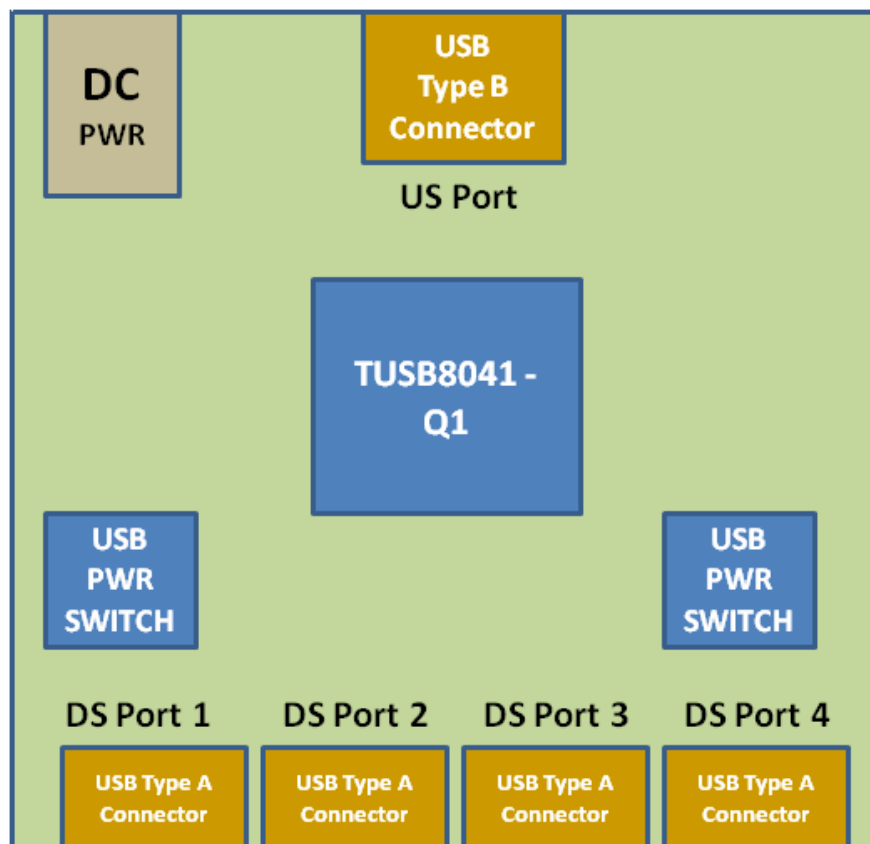 DC
PWR
USB
Type B
Connector
US Port
TUSB8041 -
Q1
USB
PWR
SWITCH
USB
PWR
SWITCH
DS Port 1
DS Port 2
DS Port 3
DS Port 4
USB Type A
Connector
USB Type A
Connector
USB Type A
Connector
USB Type A
Connector